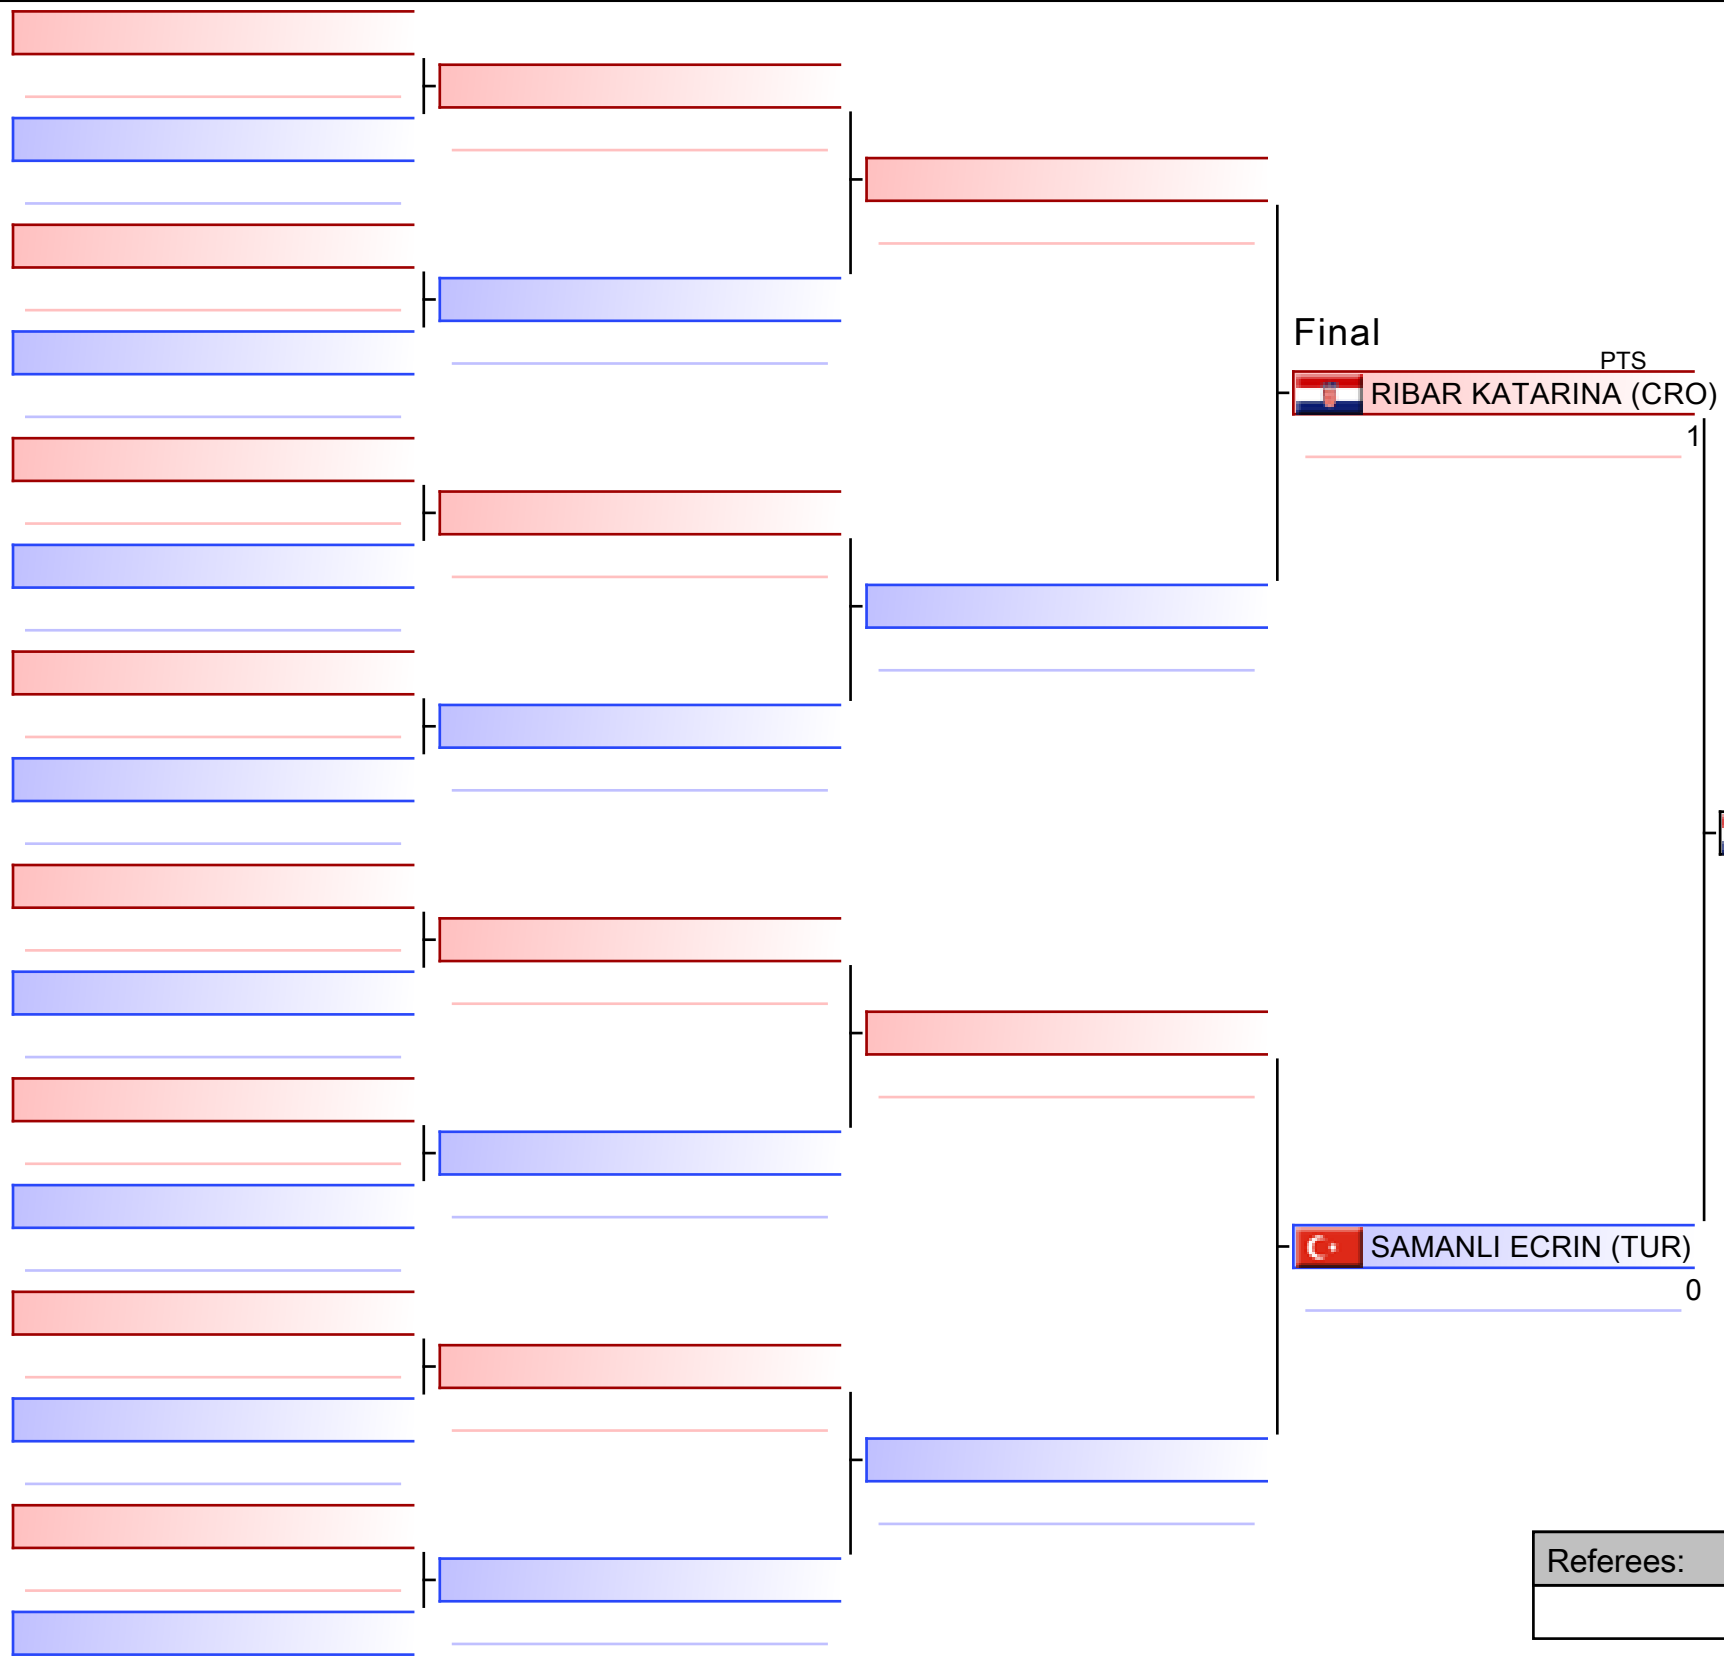 Final
PTS
RIBAR KATARINA (CRO)
1
SAMANLI ECRIN (TUR)
0
Referees: